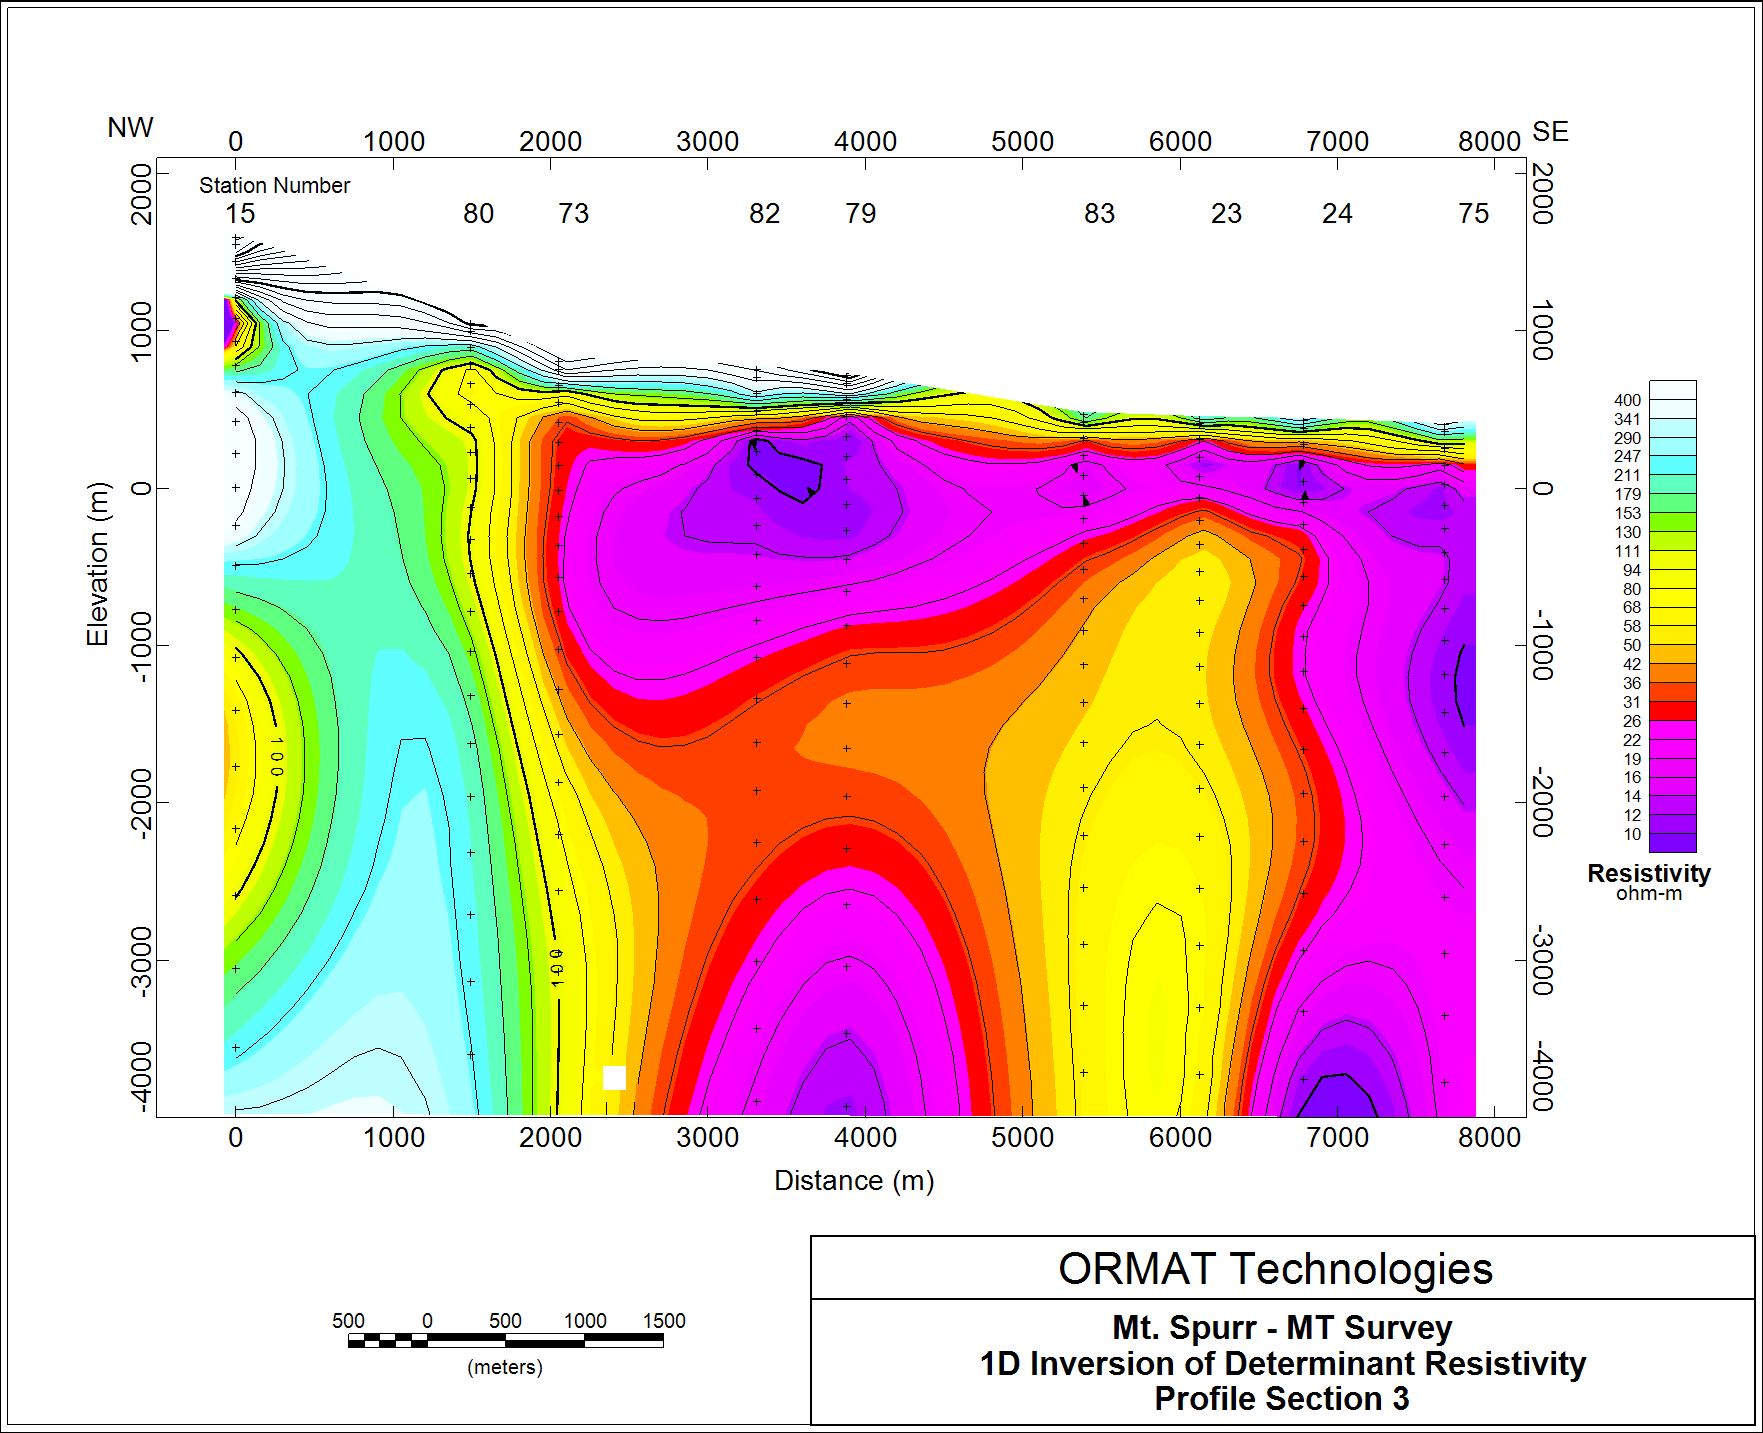 NW 0 1000 2000 3000 4000 5000 6000 7000 8000 SE
Station Number
15 80 73 82 79 83 23 24 75
2000 1000 0 -1000 -2000 -3000 -4000
Elevation (m)
2000 1000 0 -1000 -2000 -3000 -4000
100
100
400
341
290
247
211
179
153
130
111
94
80
68
58
50
42
36
31
26
22
19
16
14
12
10
Resistivity
ohm-m
0 1000 2000 3000 4000 5000 6000 7000 8000
Distance (m)
500 0 500 1000 1500
(meters)
ORMAT Technologies
Mt. Spurr - MT Survey
1D Inversion of Determinant Resistivity
Profile Section 3